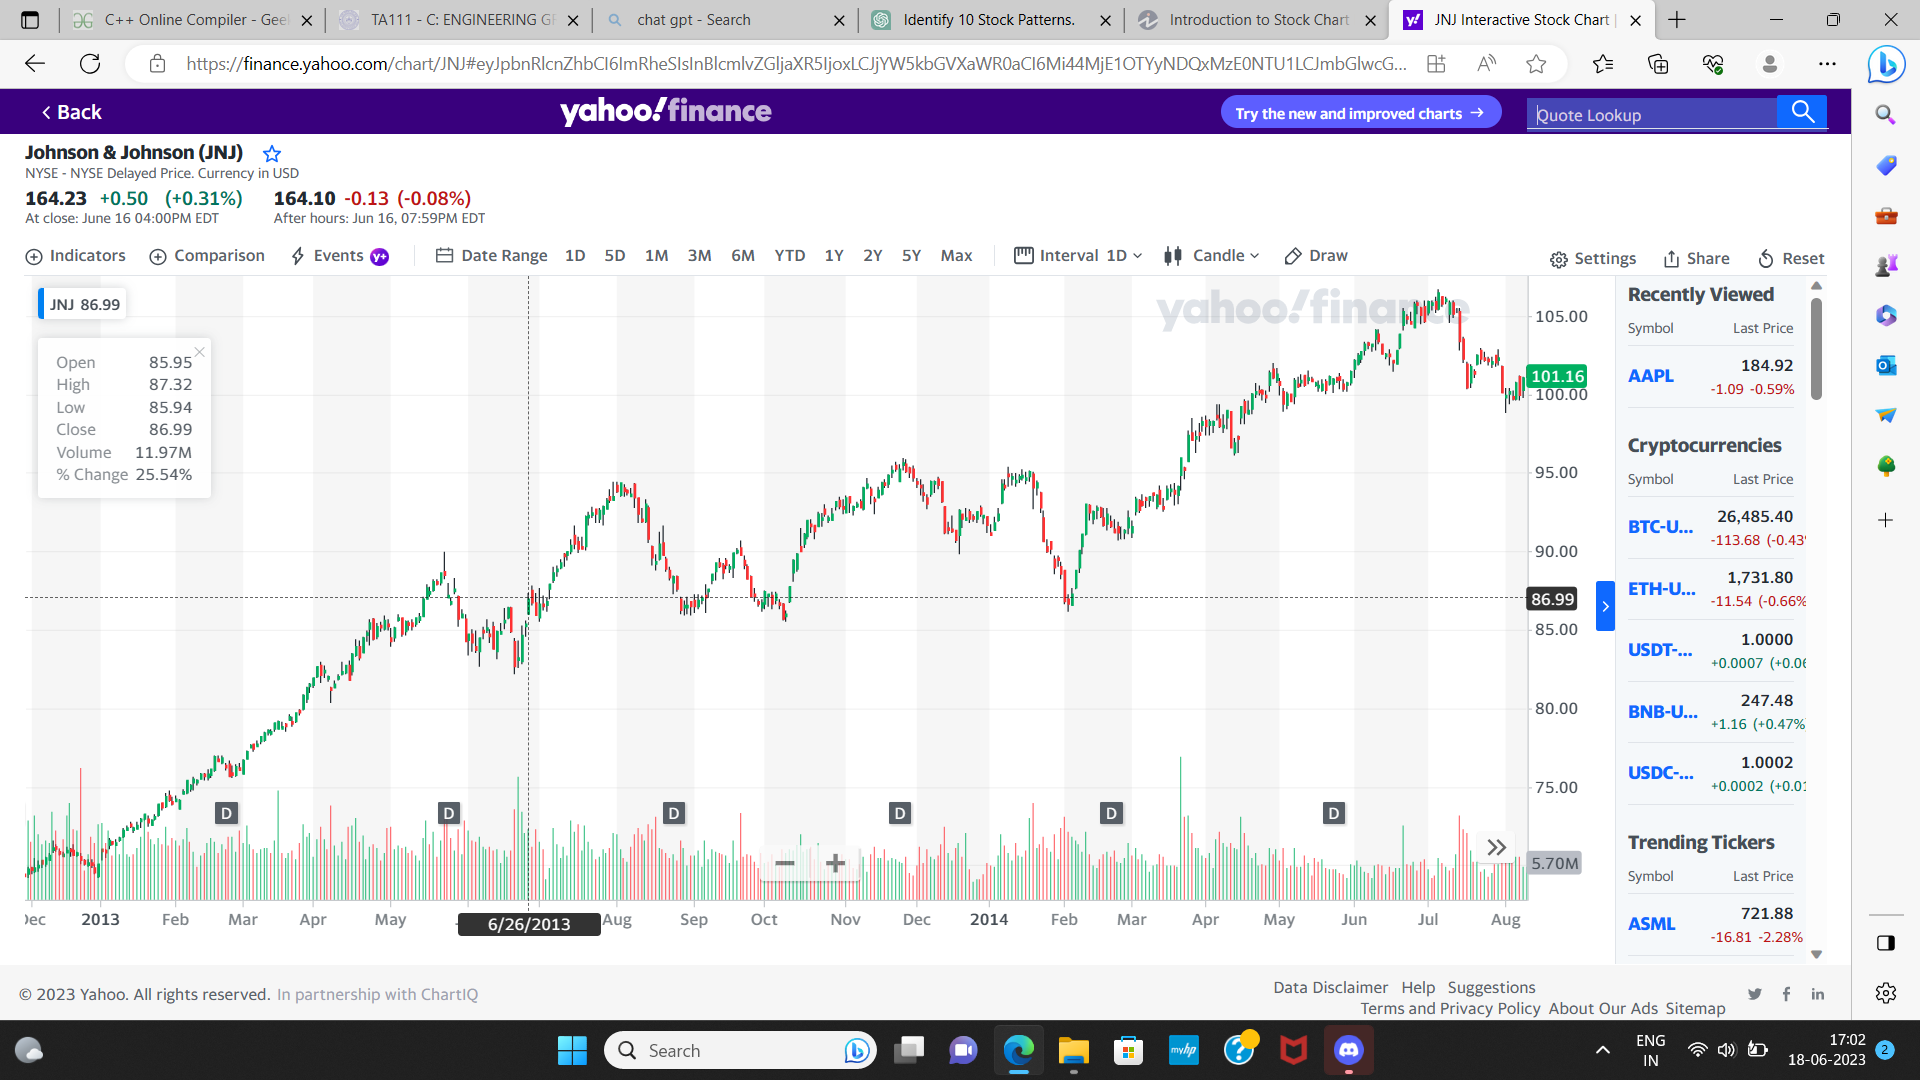 C++ Online Compiler - Gee
TA111 - C: ENGINEERING GR
chat gpt - Search
Identify 10 Stock Patterns.
Introduction to Stock Chart
JNJ Interactive Stock Chart |
Back
yahoo!finance
Try the new and improved charts →
Quote Lookup
Johnson & Johnson (JNJ)
NYSE - NYSE Delayed Price. Currency in USD
164.23 +0.50 (+0.31%)
At close: June 16 04:00PM EDT
164.10 -0.13 (-0.08%)
After hours: Jun 16, 07:59PM EDT
Indicators
Comparison
Events y+
Date Range 1D 5D 1M 3M 6M YTD 1Y 2Y 5Y Max
Interval 1D
Candle
Draw
Settings
Share
Reset
JNJ 86.99
Open 85.95
High 87.32
Low 85.94
Close 86.99
Volume 11.97M
% Change 25.54%
yahoo!finance
105.00
101.16
100.00
95.00
90.00
86.99
85.00
80.00
75.00
5.70M
D D D D D D
2013 Feb Mar Apr May 6/26/2013 Aug Sep Oct Nov Dec 2014 Feb Mar Apr May Jun Jul Aug
Recently Viewed
Symbol Last Price
AAPL 184.92
-1.09 -0.59%
Cryptocurrencies
Symbol Last Price
BTC-U... 26,485.40
-113.68 (-0.43
ETH-U... 1,731.80
-11.54 (-0.66%
USDT-... 1.0000
+0.0007 (+0.06
BNB-U... 247.48
+1.16 (+0.47%
USDC-... 1.0002
+0.0002 (+0.01
Trending Tickers
Symbol Last Price
ASML 721.88
-16.81 -2.28%
© 2023 Yahoo. All rights reserved. In partnership with ChartIQ
Data Disclaimer Help Suggestions
Terms and Privacy Policy About Our Ads Sitemap
Search
myhp
ENG
IN
17:02
18-06-2023
2